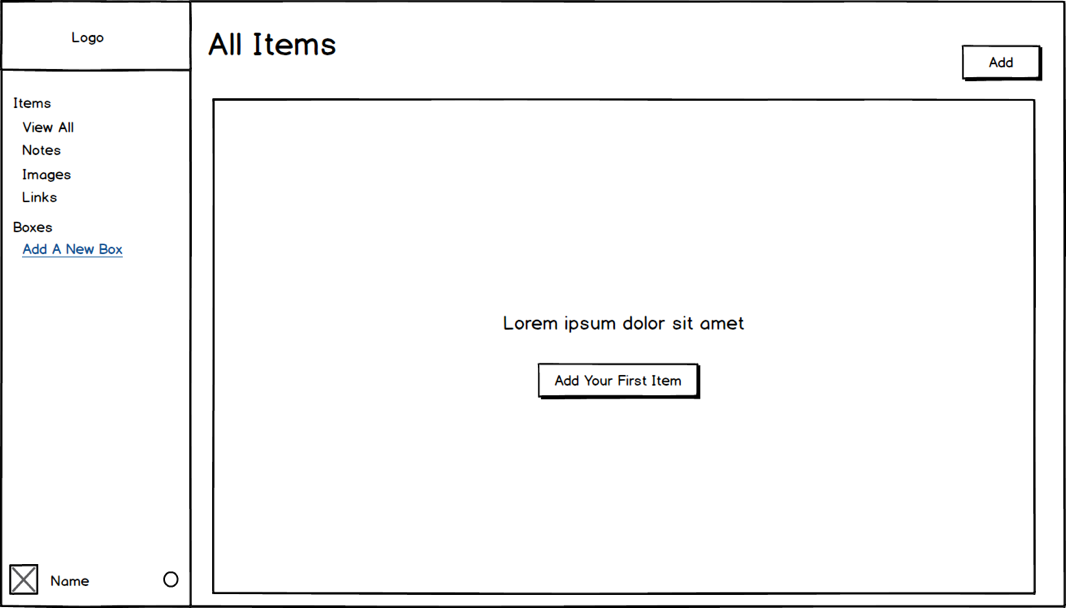 Logo
Items
View All
Notes
Images
Links
Boxes
Add A New Box
Name
All Items
Add
Lorem ipsum dolor sit amet
Add Your First Item